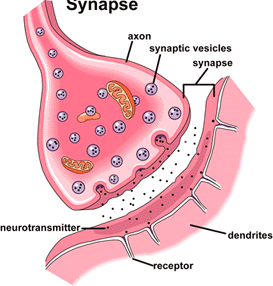 Synapse
axon
synaptic vesicles
synapse
neurotransmitter
dendrites
receptor